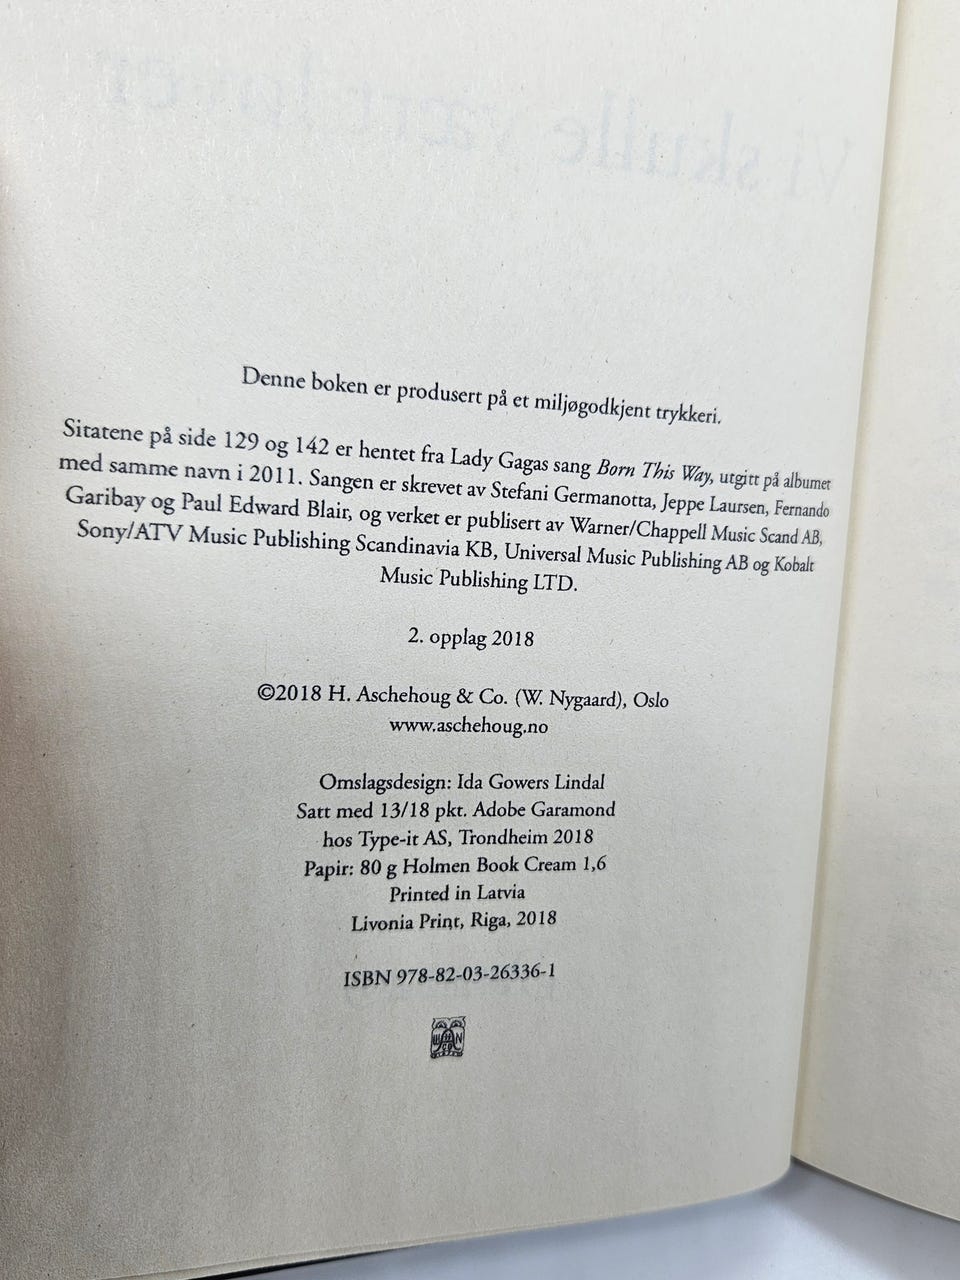 Vi skulle vært løver
Denne boken er produsert på et miljøgodkjent trykkeri.
Sitatene på side 129 og 142 er hentet fra Lady Gagas sang Born This Way, utgitt på albumet
med samme navn i 2011. Sangen er skrevet av Stefani Germanotta, Jeppe Laursen, Fernando
Garibay og Paul Edward Blair, og verket er publisert av Warner/Chappell Music Scand AB,
Sony/ATV Music Publishing Scandinavia KB, Universal Music Publishing AB og Kobalt
Music Publishing LTD.
2. opplag 2018
©2018 H. Aschehoug & Co. (W. Nygaard), Oslo
www.aschehoug.no
Omslagsdesign: Ida Gowers Lindal
Satt med 13/18 pkt. Adobe Garamond
hos Type-it AS, Trondheim 2018
Papir: 80 g Holmen Book Cream 1,6
Printed in Latvia
Livonia Print, Riga, 2018
ISBN 978-82-03-26336-1